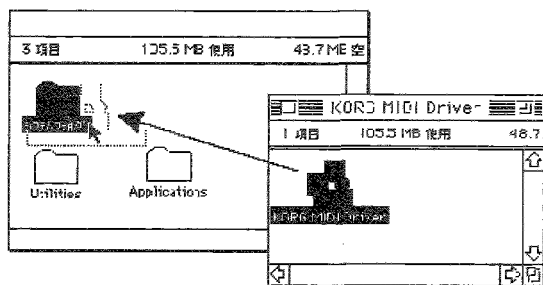 3 項目 105.5 MB 使用 43.7 MB 空
Utilities
Applications
KORG MIDI Driver
1 項目 105.5 MB 使用 48.7
KORG MIDI Driver